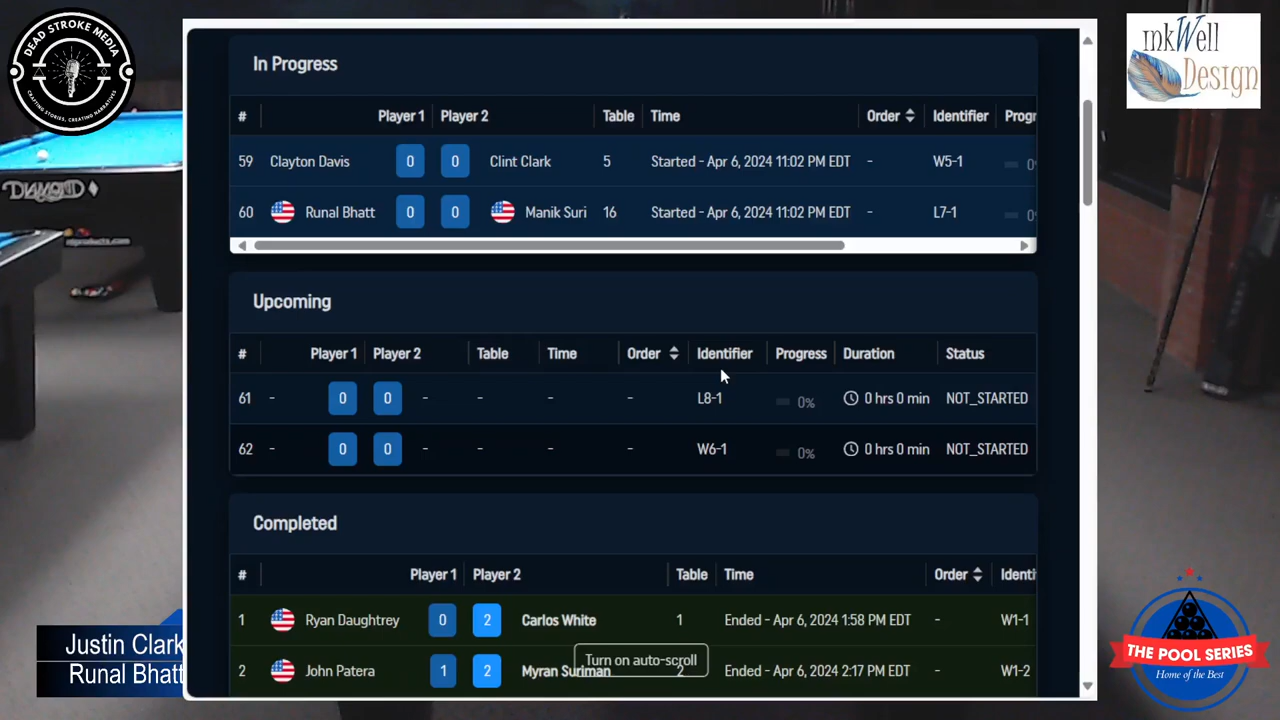 DEAD STROKE MEDIA
CRAFTING STORIES, CREATING NARRATIVES
inkWell
Design
In Progress
# Player 1 Player 2 Table Time Order Identifier Progr
59 Clayton Davis 0 0 Clint Clark 5 Started - Apr 6, 2024 11:02 PM EDT - W5-1 0
60 Runal Bhatt 0 0 Manik Suri 16 Started - Apr 6, 2024 11:02 PM EDT - L7-1 0
DIAMOND
Upcoming
# Player 1 Player 2 Table Time Order Identifier Progress Duration Status
61 - 0 0 - - - - L8-1 0% 0 hrs 0 min NOT_STARTED
62 - 0 0 - - - - W6-1 0% 0 hrs 0 min NOT_STARTED
Completed
# Player 1 Player 2 Table Time Order Identi
1 Ryan Daughtrey 0 2 Carlos White 1 Ended - Apr 6, 2024 1:58 PM EDT - W1-1
2 John Patera 1 2 Myran Suriman 2 Ended - Apr 6, 2024 2:17 PM EDT - W1-2
Turn on auto-scroll
Justin Clark
Runal Bhatt
THE POOL SERIES
Home of the Best